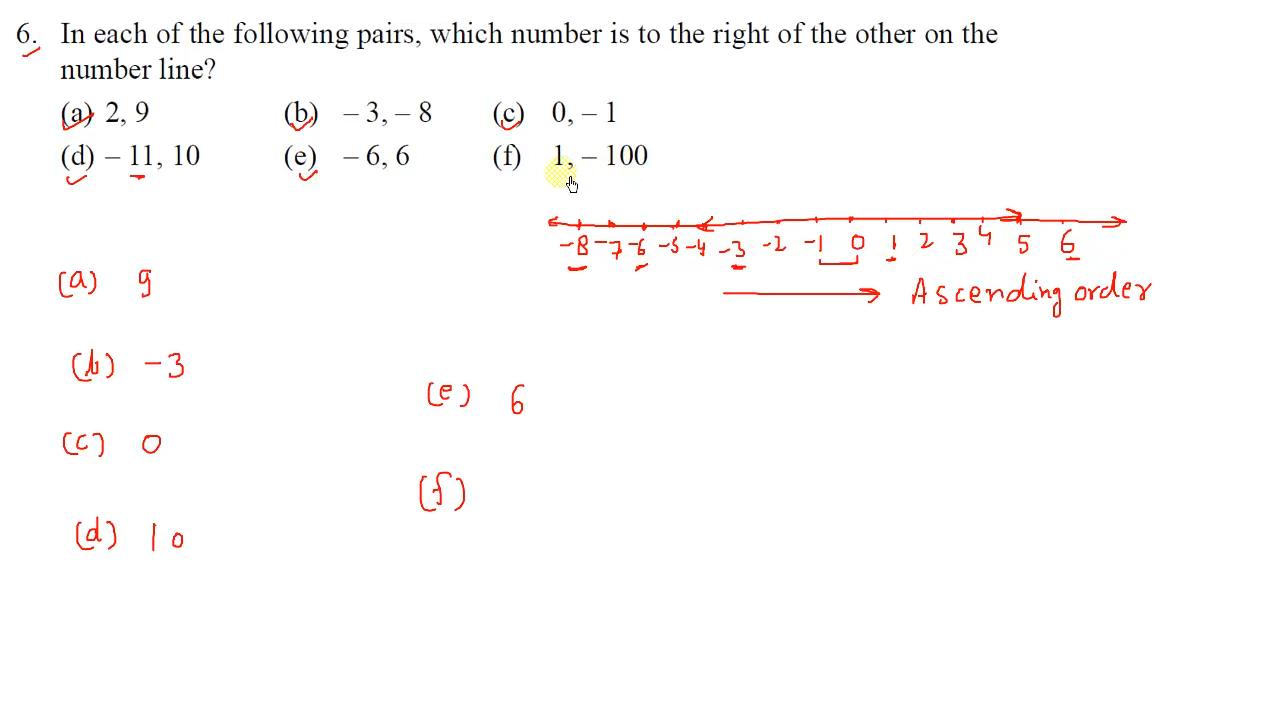 6. In each of the following pairs, which number is to the right of the other on the
number line?
(a) 2, 9 (b) – 3, – 8 (c) 0, – 1
(d) – 11, 10 (e) – 6, 6 (f) 1, – 100
-8 -7 -6 -5 -4 -3 -2 -1 0 1 2 3 4 5 6
Ascending order
(a) 9
(b) -3
(c) 0
(d) 10
(e) 6
(f)